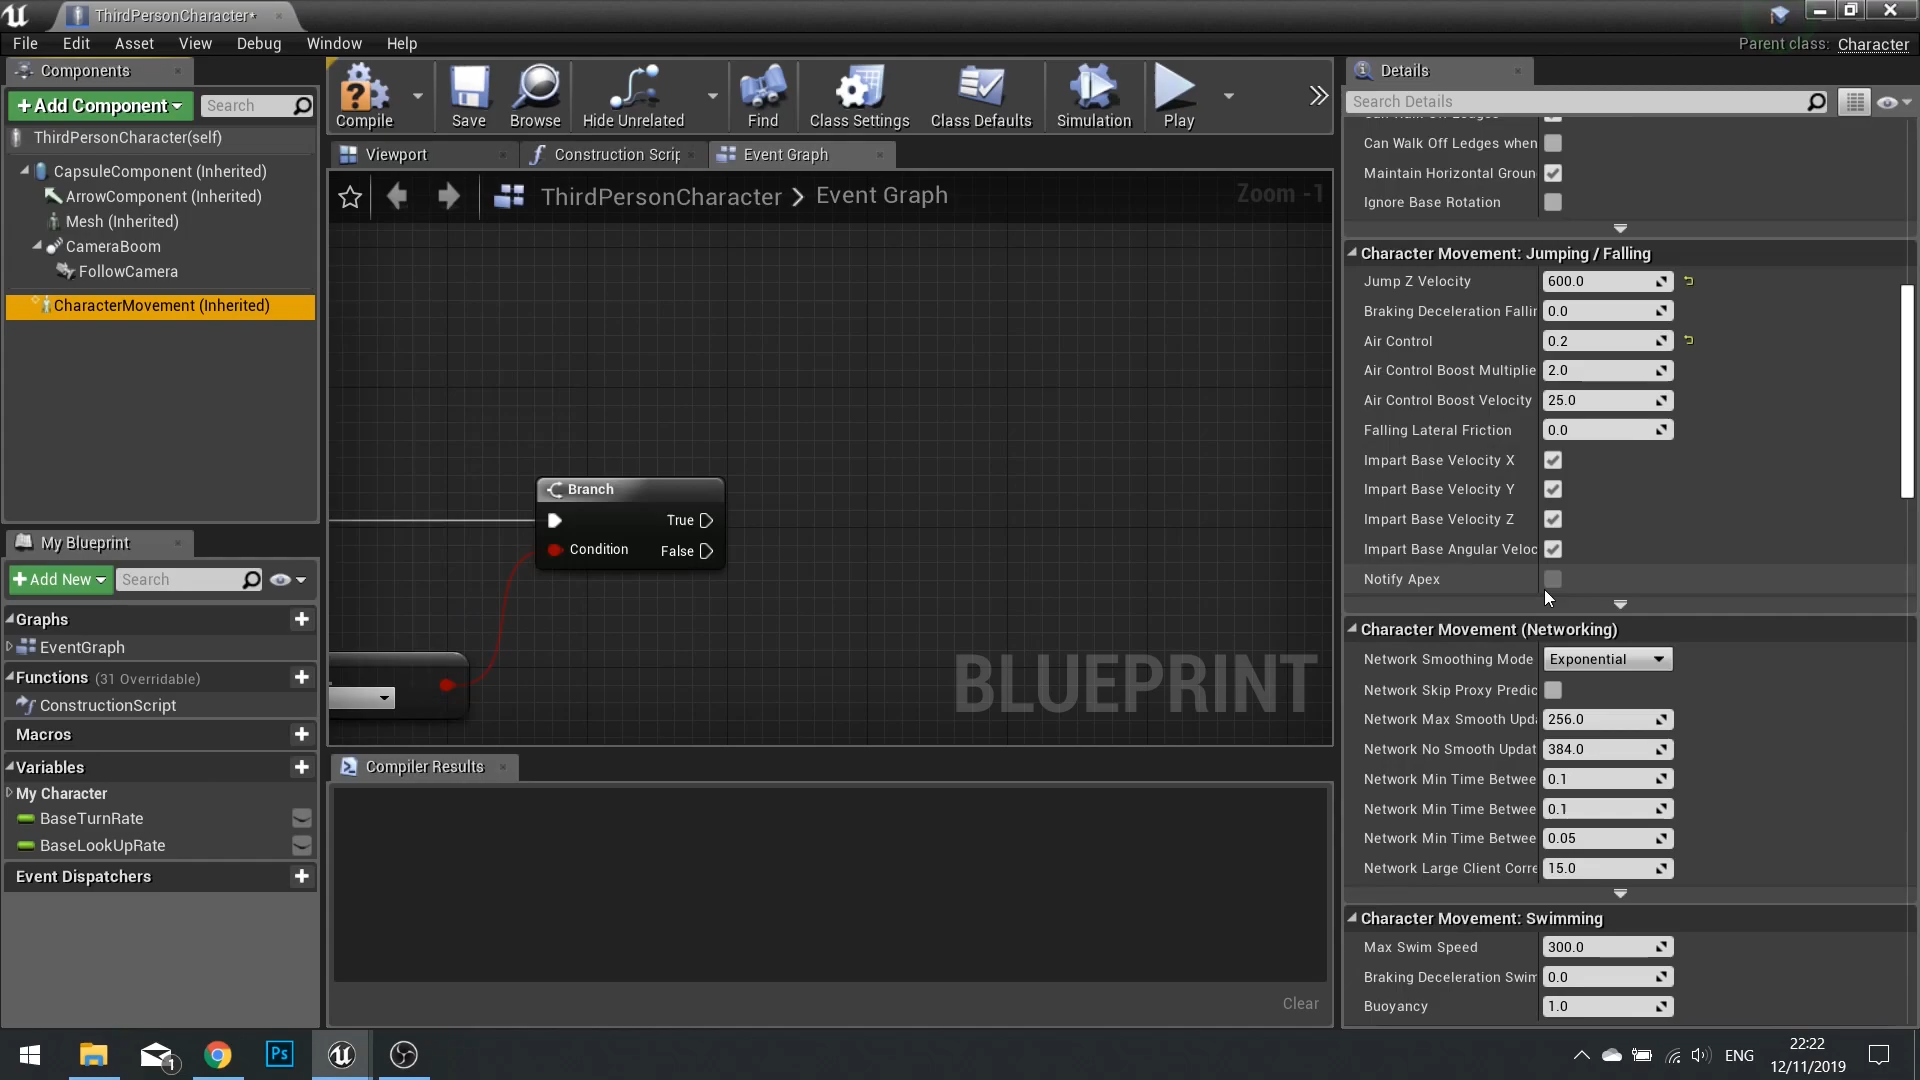 ThirdPersonCharacter*
File Edit Asset View Debug Window Help
Parent class: Character
Components
Add Component Search
ThirdPersonCharacter(self)
CapsuleComponent (Inherited)
ArrowComponent (Inherited)
Mesh (Inherited)
CameraBoom
FollowCamera
CharacterMovement (Inherited)
My Blueprint
Add New Search
Graphs
EventGraph
Functions (31 Overridable)
ConstructionScript
Macros
Variables
My Character
BaseTurnRate
BaseLookUpRate
Event Dispatchers
Compile Save Browse Hide Unrelated Find Class Settings Class Defaults Simulation Play
Viewport Construction Scrip Event Graph
ThirdPersonCharacter > Event Graph Zoom -1
Branch
True
Condition False
BLUEPRINT
Compiler Results
Clear
Details
Search Details
Can Walk Off Ledges when
Maintain Horizontal Groun
Ignore Base Rotation
Character Movement: Jumping / Falling
Jump Z Velocity 600.0
Braking Deceleration Fallin 0.0
Air Control 0.2
Air Control Boost Multiplie 2.0
Air Control Boost Velocity 25.0
Falling Lateral Friction 0.0
Impart Base Velocity X
Impart Base Velocity Y
Impart Base Velocity Z
Impart Base Angular Veloc
Notify Apex
Character Movement (Networking)
Network Smoothing Mode Exponential
Network Skip Proxy Predic
Network Max Smooth Upda 256.0
Network No Smooth Updat 384.0
Network Min Time Betwee 0.1
Network Min Time Betwee 0.1
Network Min Time Betwee 0.05
Network Large Client Corre 15.0
Character Movement: Swimming
Max Swim Speed 300.0
Braking Deceleration Swim 0.0
Buoyancy 1.0
1 Ps ENG
22:22
12/11/2019